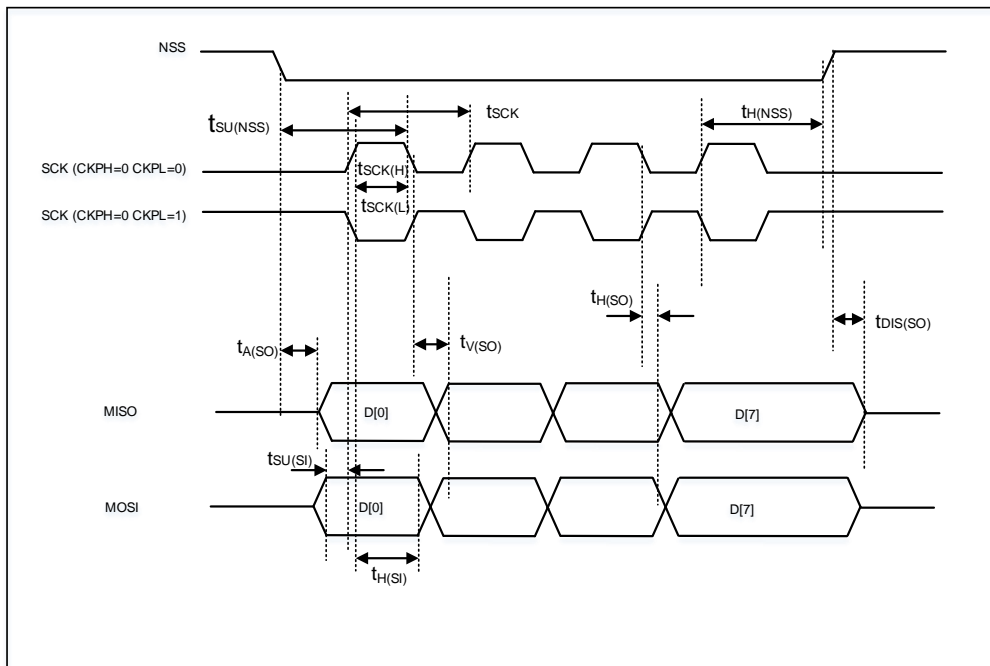 NSS
tSCK
tH(NSS)
tSU(NSS)
SCK (CKPH=0 CKPL=0)
tSCK(H)
tSCK(L)
SCK (CKPH=0 CKPL=1)
tH(SO)
tDIS(SO)
tA(SO)
tV(SO)
MISO
D[0]
D[7]
tSU(SI)
MOSI
D[0]
D[7]
tH(SI)